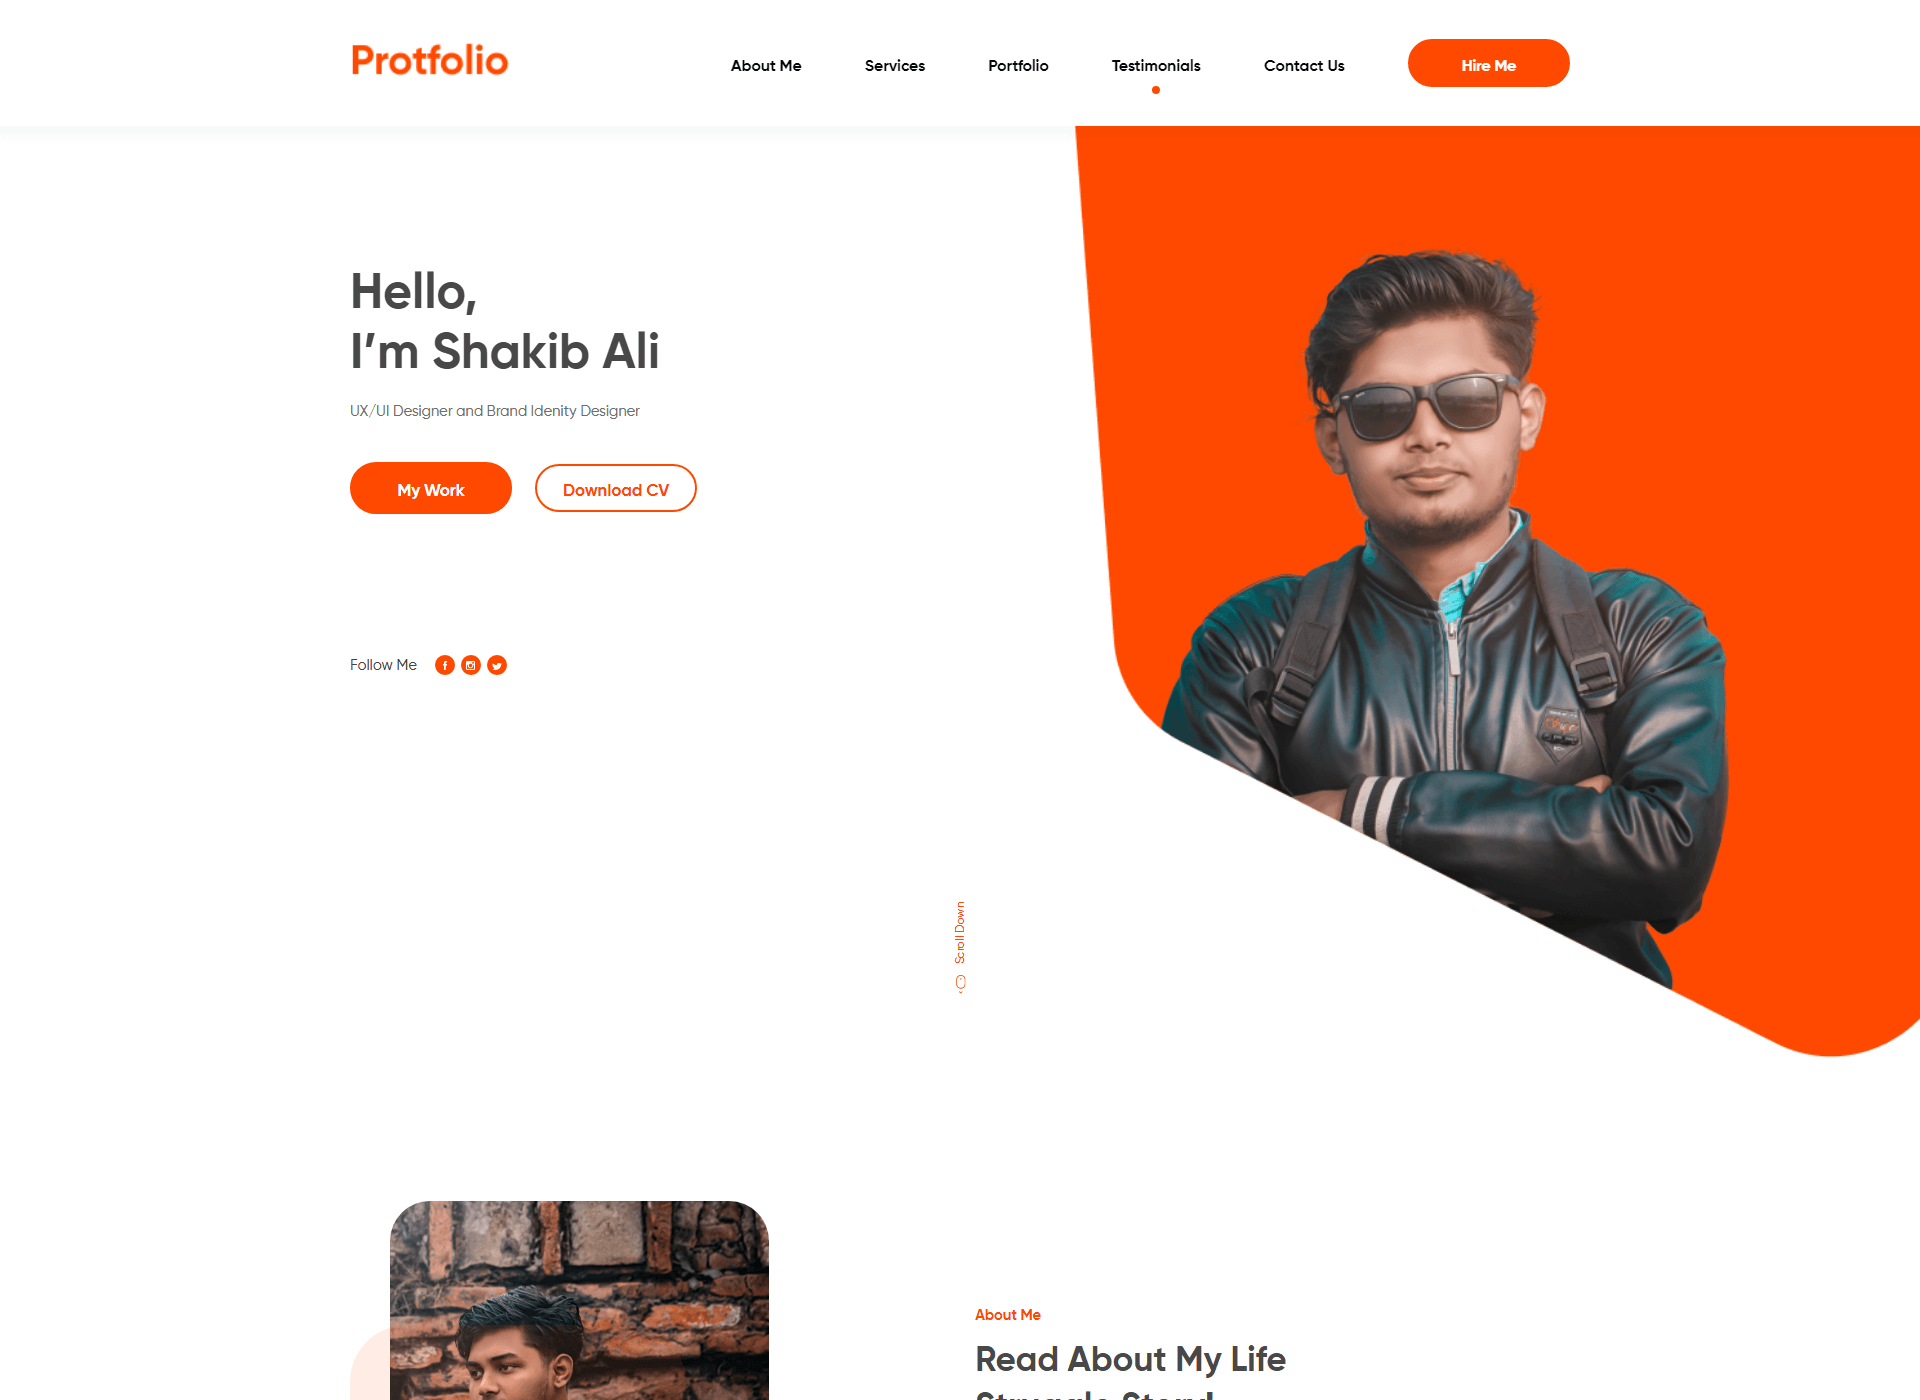 Protfolio
About Me
Services
Portfolio
Testimonials
Contact Us
Hire Me
Hello,
I'm Shakib Ali
UX/UI Designer and Brand Idenity Designer
My Work
Download CV
Follow Me
Scroll Down
About Me
Read About My Life